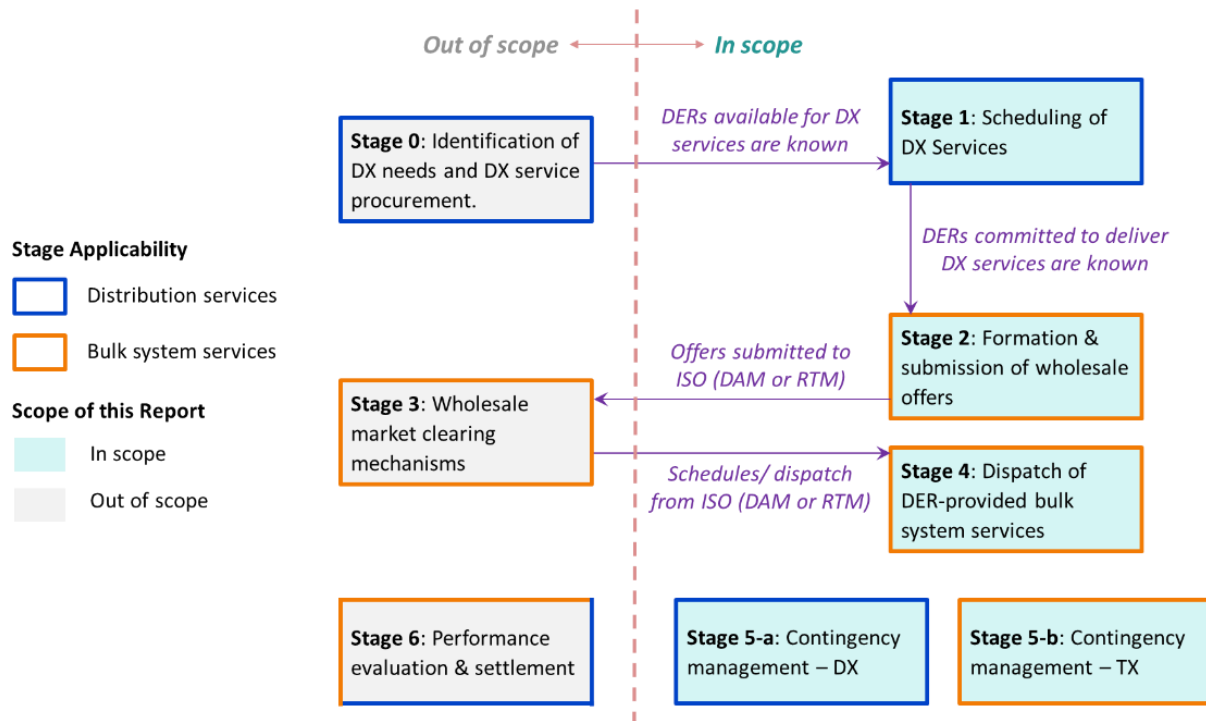 Out of scope
In scope
Stage 0: Identification of
DX needs and DX service
procurement.
DERs available for DX
services are known
Stage 1: Scheduling of
DX Services
DERs committed to deliver
DX services are known
Stage Applicability
Distribution services
Bulk system services
Scope of this Report
In scope
Out of scope
Stage 2: Formation &
submission of wholesale
offers
Offers submitted to
ISO (DAM or RTM)
Stage 3: Wholesale
market clearing
mechanisms
Schedules/ dispatch
from ISO (DAM or RTM)
Stage 4: Dispatch of
DER-provided bulk
system services
Stage 6: Performance
evaluation & settlement
Stage 5-a: Contingency
management – DX
Stage 5-b: Contingency
management – TX